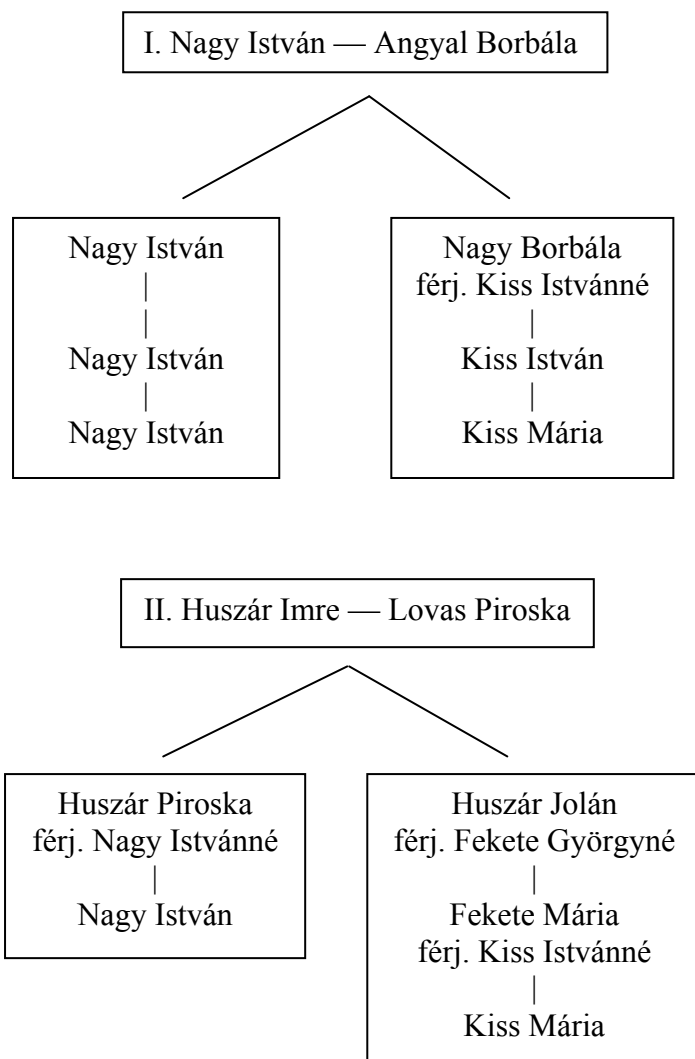 I. Nagy István — Angyal Borbála
Nagy István
|
|
Nagy István
|
Nagy István
Nagy Borbála
férj. Kiss Istvánné
|
Kiss István
|
Kiss Mária
II. Huszár Imre — Lovas Piroska
Huszár Piroska
férj. Nagy Istvánné
|
Nagy István
Huszár Jolán
férj. Fekete Györgyné
|
Fekete Mária
férj. Kiss Istvánné
|
Kiss Mária